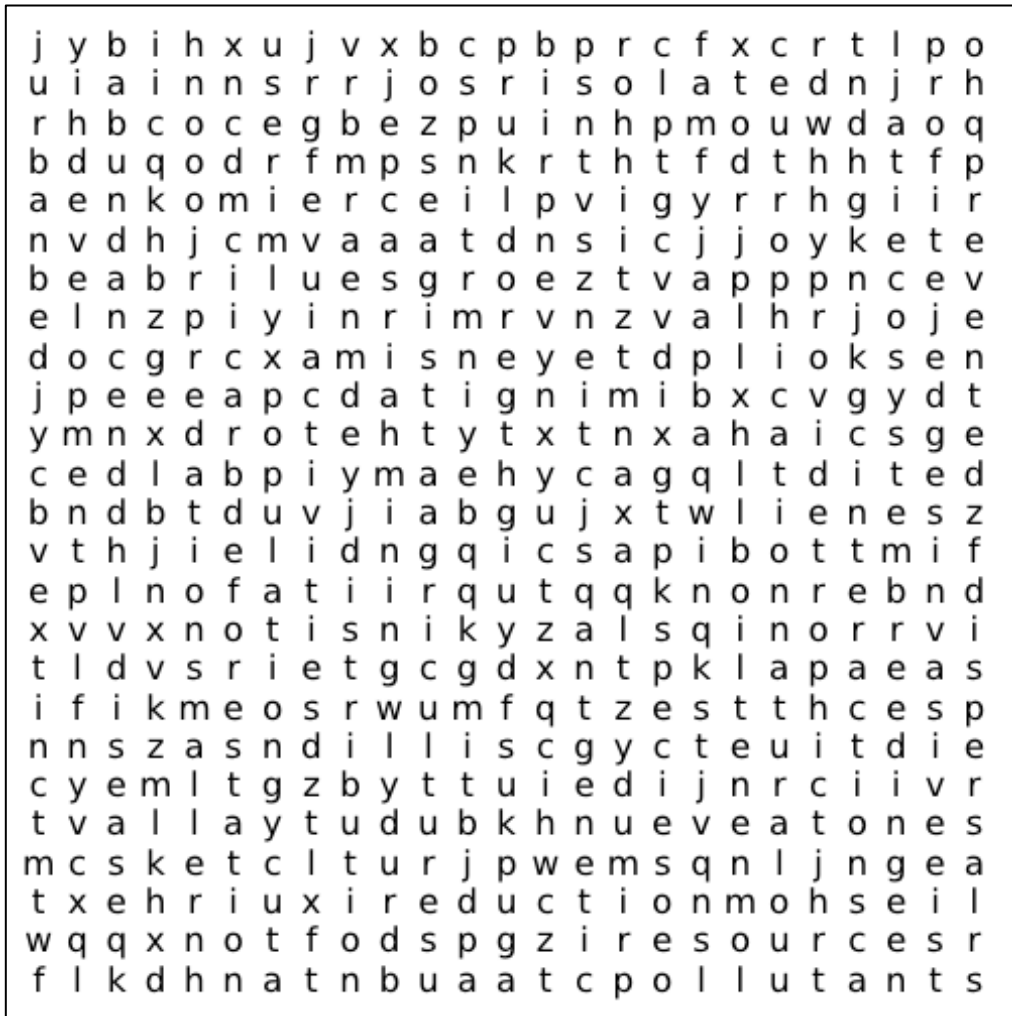 j y b i h x u j v x b c p b p r c f x c r t l p o
u i a i n n s r r j o s r i s o l a t e d n j r h
r h b c o c e g b e z p u i n h p m o u w d a o q
b d u q o d r f m p s n k r t h t f d t h h t f p
a e n k o m i e r c e i l p v i g y r r h g i i r
n v d h j c m v a a a t d n s i c j j o y k e t e
b e a b r i l u e s g r o e z t v a p p p n c e v
e l n z p i y i n r i m r v n z v a l h r j o j e
d o c g r c x a m i s n e y e t d p l i o k s e n
j p e e e a p c d a t i g n i m i b x c v g y d t
y m n x d r o t e h t y t x t n x a h a i c s g e
c e d l a b p i y m a e h y c a g q l t d i t e d
b n d b t d u v j i a b g u j x t w l i e n e s z
v t h j i e l i d n g q i c s a p i b o t t m i f
e p l n o f a t i i r q u t q q k n o n r e b n d
x v v x n o t i s n i k y z a l s q i n o r r v i
t l d v s r i e t g c g d x n t p k l a p a e a s
i f i k m e o s r w u m f q t z e s t t h c e s p
n n s z a s n d i l l i s c g y c t e u i t d i e
c y e m l t g z b y t t u i e d i j n r c i i v r
t v a l l a y t u d u b k h n u e v e a t o n e s
m c s k e t c l t u r j p w e m s q n l j n g e a
t x e h r i u x i r e d u c t i o n m o h s e i l
w q q x n o t f o d s p g z i r e s o u r c e s r
f l k d h n a t n b u a a t c p o l l u t a n t s